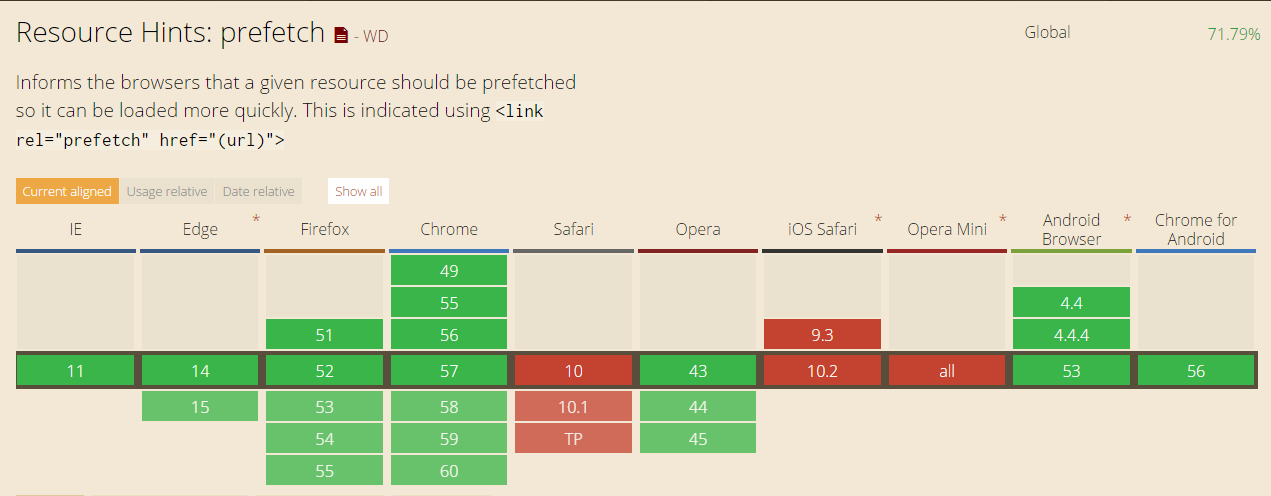 Resource Hints: prefetch - WD
Global 71.79%
Informs the browsers that a given resource should be prefetched
so it can be loaded more quickly. This is indicated using <link
rel="prefetch" href="(url)">
Current aligned Usage relative Date relative Show all
IE Edge * Firefox Chrome Safari Opera iOS Safari * Opera Mini * Android Browser * Chrome for Android
49
55 4.4
51 56 9.3 4.4.4
11 14 52 57 10 43 10.2 all 53 56
15 53 58 10.1 44
54 59 TP 45
55 60